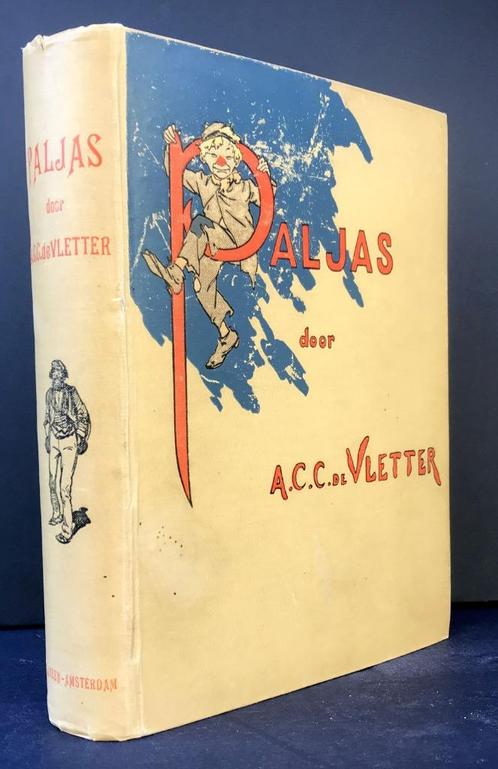 PALJAS
door
DE VLETTER
-AMSTERDAM
PALJAS
door
A.C.C. DE VLETTER